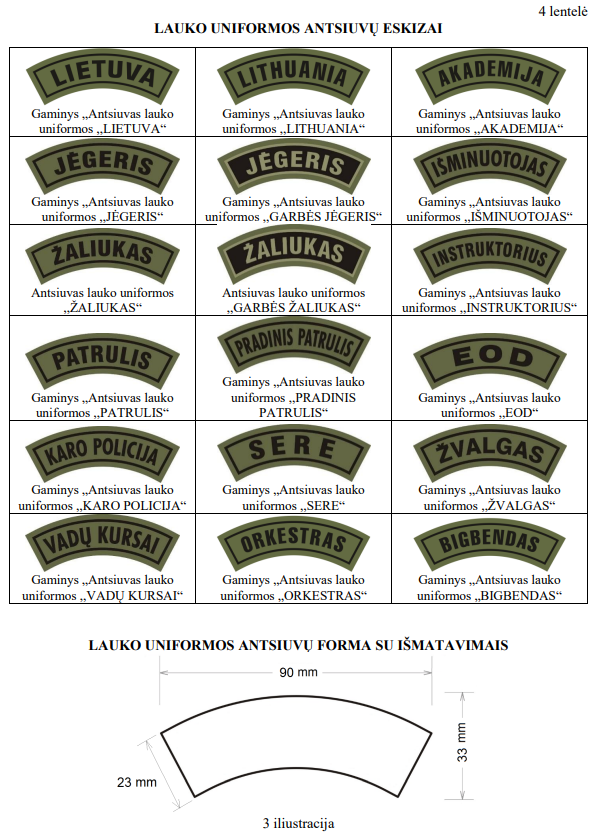 4 lentelė
LAUKO UNIFORMOS ANTSIUVŲ ESKIZAI
LIETUVA
LITHUANIA
AKADEMIJA
Gaminys „Antsiuvas lauko
uniformos „LIETUVA“
Gaminys „Antsiuvas lauko
uniformos „LITHUANIA“
Gaminys „Antsiuvas lauko
uniformos „AKADEMIJA“
JĖGERIS
JĖGERIS
IŠMINUOTOJAS
Gaminys „Antsiuvas lauko
uniformos „JĖGERIS“
Gaminys „Antsiuvas lauko
uniformos „GARBĖS JĖGERIS“
Gaminys „Antsiuvas lauko
uniformos „IŠMINUOTOJAS“
ŽALIUKAS
ŽALIUKAS
INSTRUKTORIUS
Antsiuvas lauko uniformos
„ŽALIUKAS“
Antsiuvas lauko uniformos
„GARBĖS ŽALIUKAS“
Gaminys „Antsiuvas lauko
uniformos „INSTRUKTORIUS“
PATRULIS
PRADINIS PATRULIS
EOD
Gaminys „Antsiuvas lauko
uniformos „PATRULIS“
Gaminys „Antsiuvas lauko
uniformos „PRADINIS
PATRULIS“
Gaminys „Antsiuvas lauko
uniformos „EOD“
KARO POLICIJA
SERE
ŽVALGAS
Gaminys „Antsiuvas lauko
uniformos „KARO POLICIJA“
Gaminys „Antsiuvas lauko
uniformos „SERE“
Gaminys „Antsiuvas lauko
uniformos „ŽVALGAS“
VADŲ KURSAI
ORKESTRAS
BIGBENDAS
Gaminys „Antsiuvas lauko
uniformos „VADŲ KURSAI“
Gaminys „Antsiuvas lauko
uniformos „ORKESTRAS“
Gaminys „Antsiuvas lauko
uniformos „BIGBENDAS“
LAUKO UNIFORMOS ANTSIUVŲ FORMA SU IŠMATAVIMAIS
90 mm
33 mm
23 mm
3 iliustracija